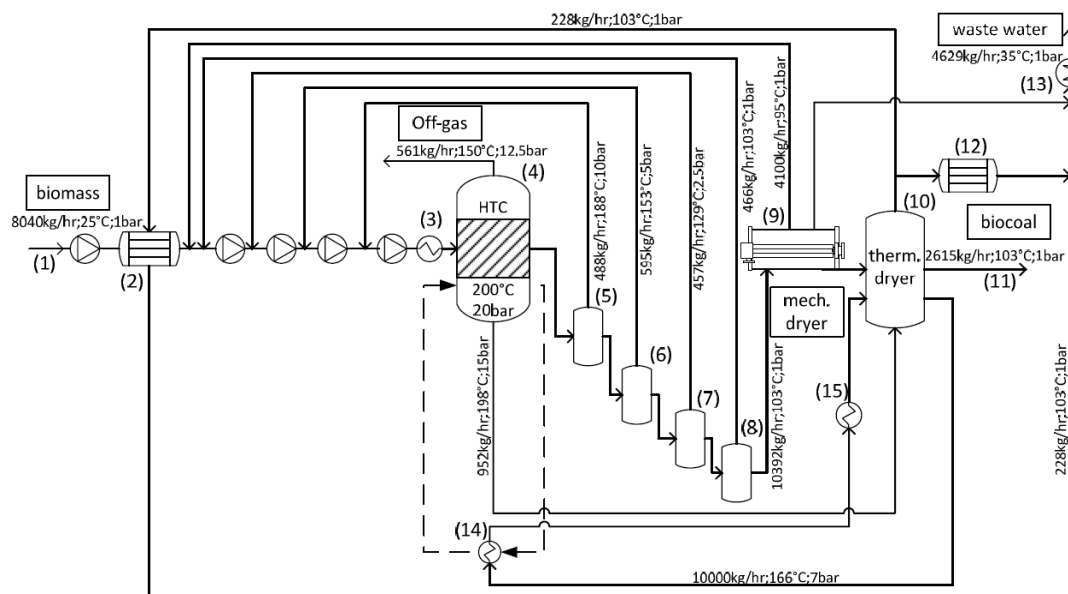 228kg/hr;103°C;1bar
waste water
4629kg/hr;35°C;1bar
(13)
Off-gas
561kg/hr;150°C;12.5bar
(4)
biomass
8040kg/hr;25°C;1bar
(1)
(2)
(3)
HTC
200°C
20bar
488kg/hr;188°C;10bar
595kg/hr;153°C;5bar
457kg/hr;129°C;2.5bar
466kg/hr;103°C;1bar
4100kg/hr;95°C;1bar
(9)
(12)
(10)
biocoal
2615kg/hr;103°C;1bar
(11)
therm.
dryer
mech.
dryer
(5)
(6)
(7)
(8)
(15)
952kg/hr;198°C;15bar
10392kg/hr;103°C;1bar
228kg/hr;103°C;1bar
(14)
10000kg/hr;166°C;7bar